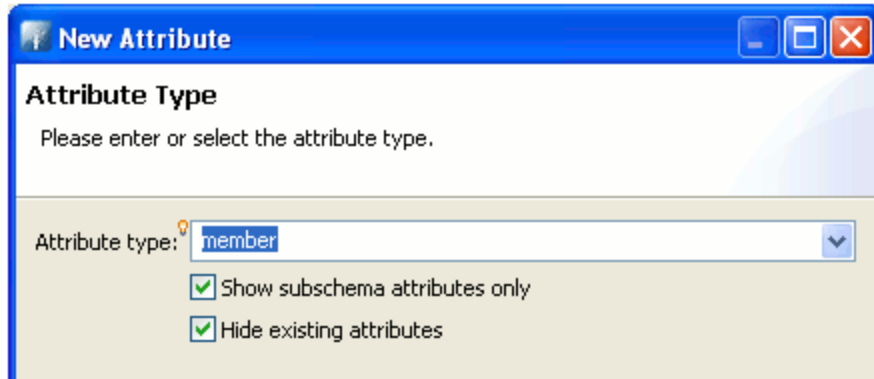 New Attribute
Attribute Type
Please enter or select the attribute type.
Attribute type: member
Show subschema attributes only
Hide existing attributes